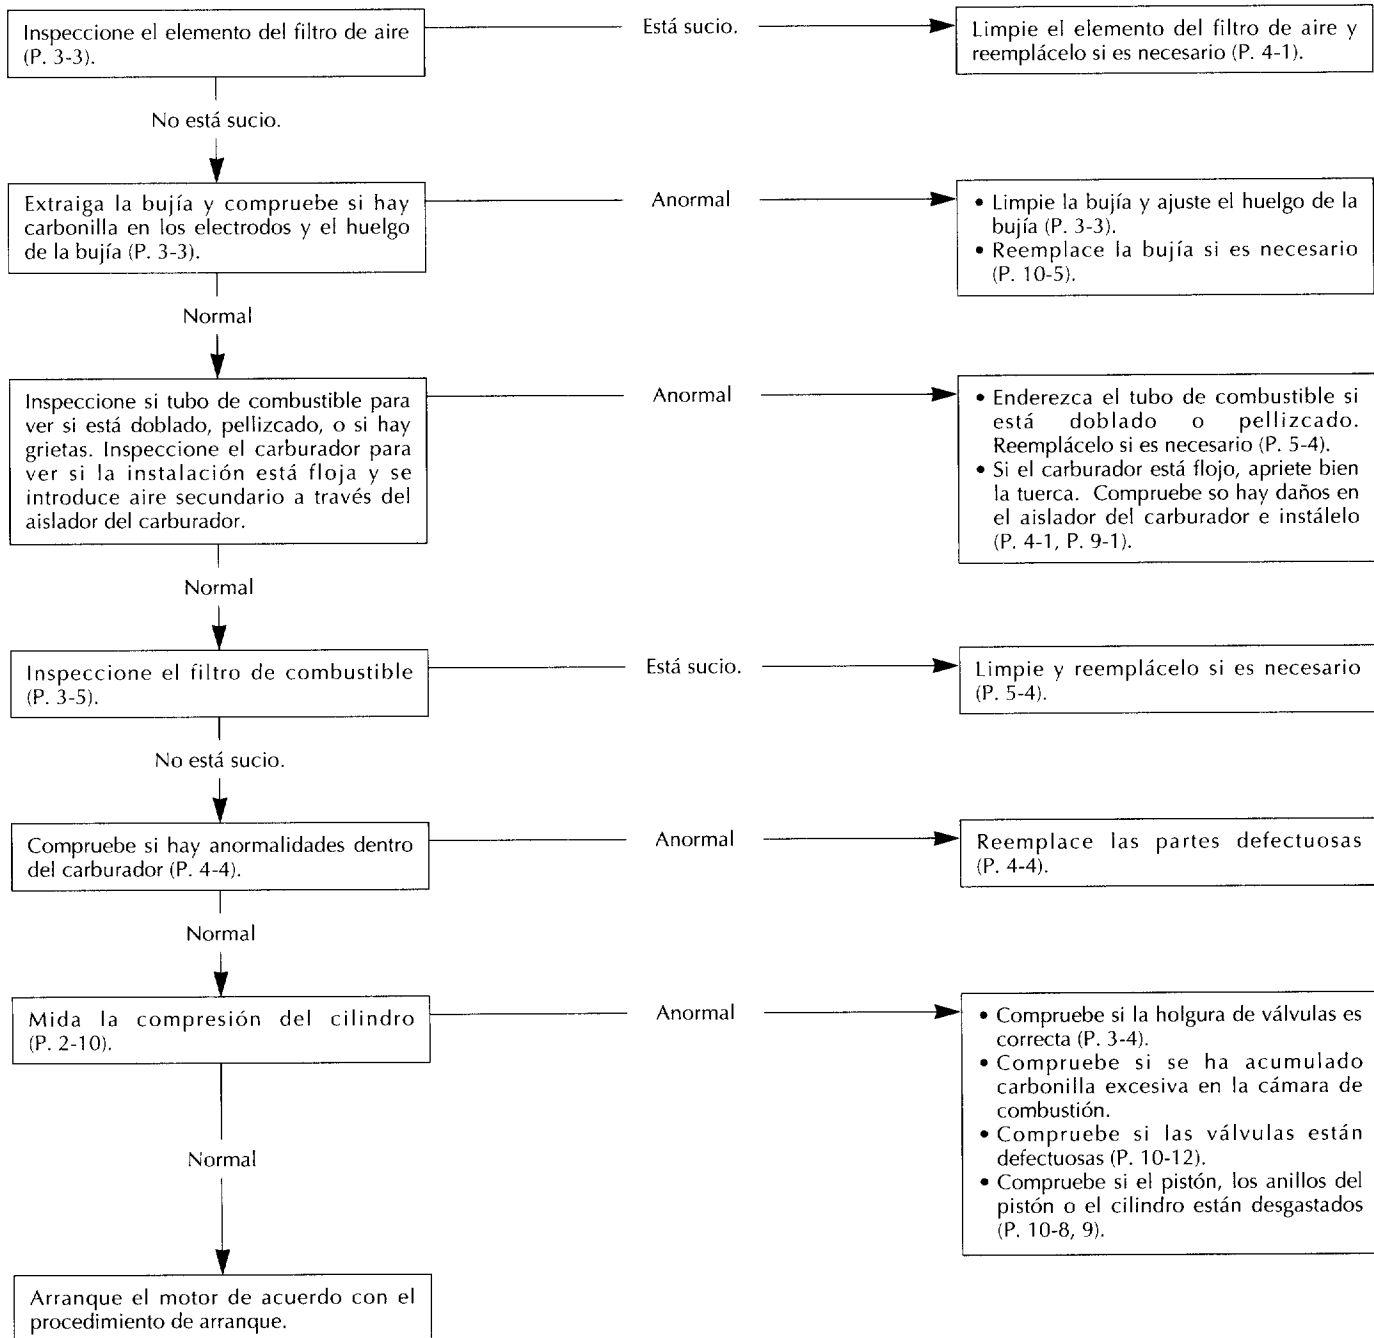 Inspeccione el elemento del filtro de aire
(P. 3-3).
Está sucio.
Limpie el elemento del filtro de aire y
reemplácelo si es necesario (P. 4-1).
No está sucio.
Extraiga la bujía y compruebe si hay
carbonilla en los electrodos y el huelgo
de la bujía (P. 3-3).
Anormal
• Limpie la bujía y ajuste el huelgo de la
bujía (P. 3-3).
• Reemplace la bujía si es necesario
(P. 10-5).
Normal
Inspeccione si tubo de combustible para
ver si está doblado, pellizcado, o si hay
grietas. Inspeccione el carburador para
ver si la instalación está floja y se
introduce aire secundario a través del
aislador del carburador.
Anormal
• Enderezca el tubo de combustible si
está doblado o pellizcado.
Reemplácelo si es necesario (P. 5-4).
• Si el carburador está flojo, apriete bien
la tuerca. Compruebe so hay daños en
el aislador del carburador e instálelo
(P. 4-1, P. 9-1).
Normal
Inspeccione el filtro de combustible
(P. 3-5).
Está sucio.
Limpie y reemplácelo si es necesario
(P. 5-4).
No está sucio.
Compruebe si hay anormalidades dentro
del carburador (P. 4-4).
Anormal
Reemplace las partes defectuosas
(P. 4-4).
Normal
Mida la compresión del cilindro
(P. 2-10).
Anormal
• Compruebe si la holgura de válvulas es
correcta (P. 3-4).
• Compruebe si se ha acumulado
carbonilla excesiva en la cámara de
combustión.
• Compruebe si las válvulas están
defectuosas (P. 10-12).
• Compruebe si el pistón, los anillos del
pistón o el cilindro están desgastados
(P. 10-8, 9).
Normal
Arranque el motor de acuerdo con el
procedimiento de arranque.